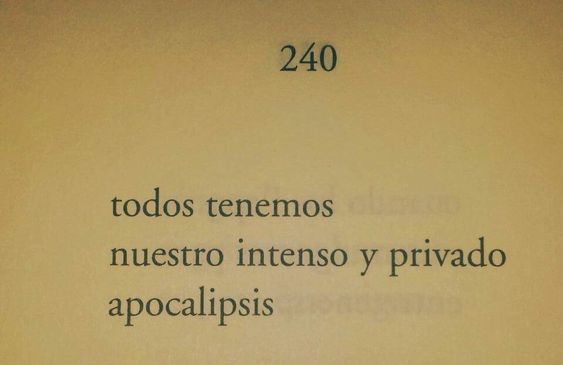 240
todos tenemos
nuestro intenso y privado
apocalipsis